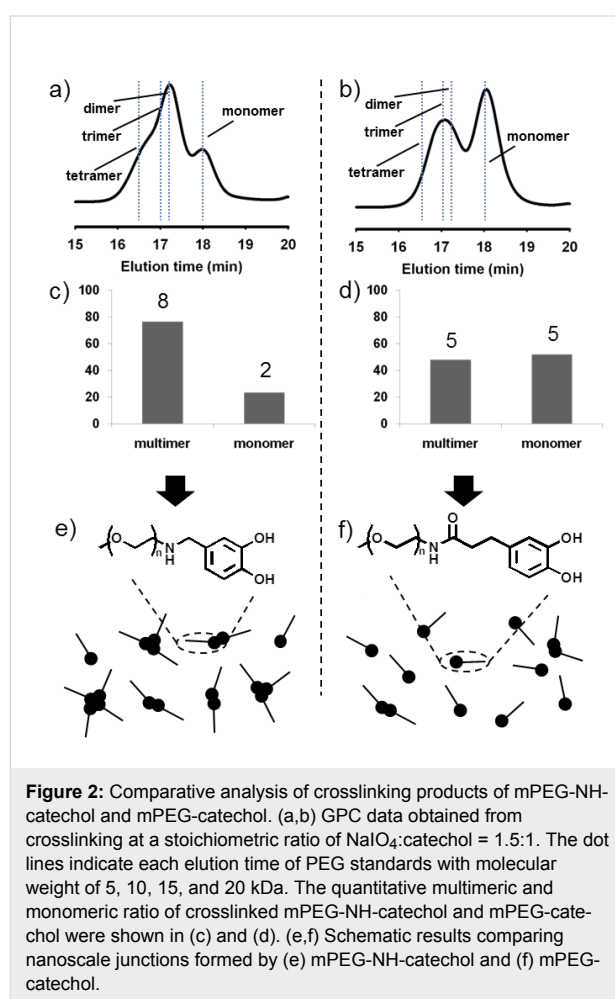 a)
dimer
trimer
tetramer
monomer
15 16 17 18 19 20
Elution time (min)
b)
dimer
trimer
tetramer
monomer
15 16 17 18 19 20
Elution time (min)
c)
100
80
60
40
20
0
8
2
multimer monomer
d)
100
80
60
40
20
0
5
5
multimer monomer
e)
O
n
N
H
OH
OH
f)
O
n
N
H
O
OH
OH
Figure 2: Comparative analysis of crosslinking products of mPEG-NH-
catechol and mPEG-catechol. (a,b) GPC data obtained from
crosslinking at a stoichiometric ratio of NaIO4:catechol = 1.5:1. The dot
lines indicate each elution time of PEG standards with molecular
weight of 5, 10, 15, and 20 kDa. The quantitative multimeric and
monomeric ratio of crosslinked mPEG-NH-catechol and mPEG-cate-
chol were shown in (c) and (d). (e,f) Schematic results comparing
nanoscale junctions formed by (e) mPEG-NH-catechol and (f) mPEG-
catechol.